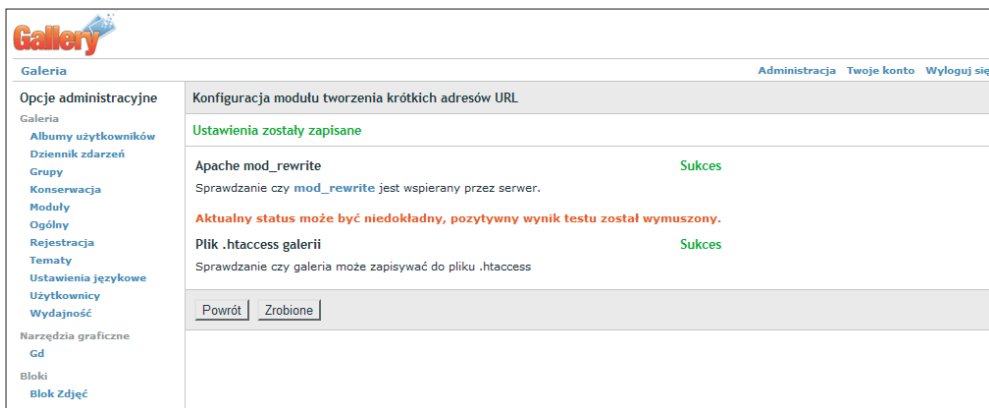 Gallery
Galeria
Administracja Twoje konto Wyloguj się
Opcje administracyjne
Galeria
Albumy użytkowników
Dziennik zdarzeń
Grupy
Konserwacja
Moduły
Ogólny
Rejestracja
Tematy
Ustawienia językowe
Użytkownicy
Wydajność
Narzędzia graficzne
Gd
Bloki
Blok Zdjęć
Konfiguracja modułu tworzenia krótkich adresów URL
Ustawienia zostały zapisane
Apache mod_rewrite Sukces
Sprawdzanie czy mod_rewrite jest wspierany przez serwer.
Aktualny status może być niedokładny, pozytywny wynik testu został wymuszony.
Plik .htaccess galerii Sukces
Sprawdzanie czy galeria może zapisywać do pliku .htaccess
Powrót Zrobione